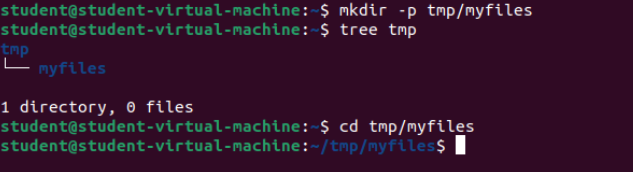 student@student-virtual-machine:~$ mkdir -p tmp/myfiles
student@student-virtual-machine:~$ tree tmp
tmp
└── myfiles
1 directory, 0 files
student@student-virtual-machine:~$ cd tmp/myfiles
student@student-virtual-machine:~/tmp/myfiles$